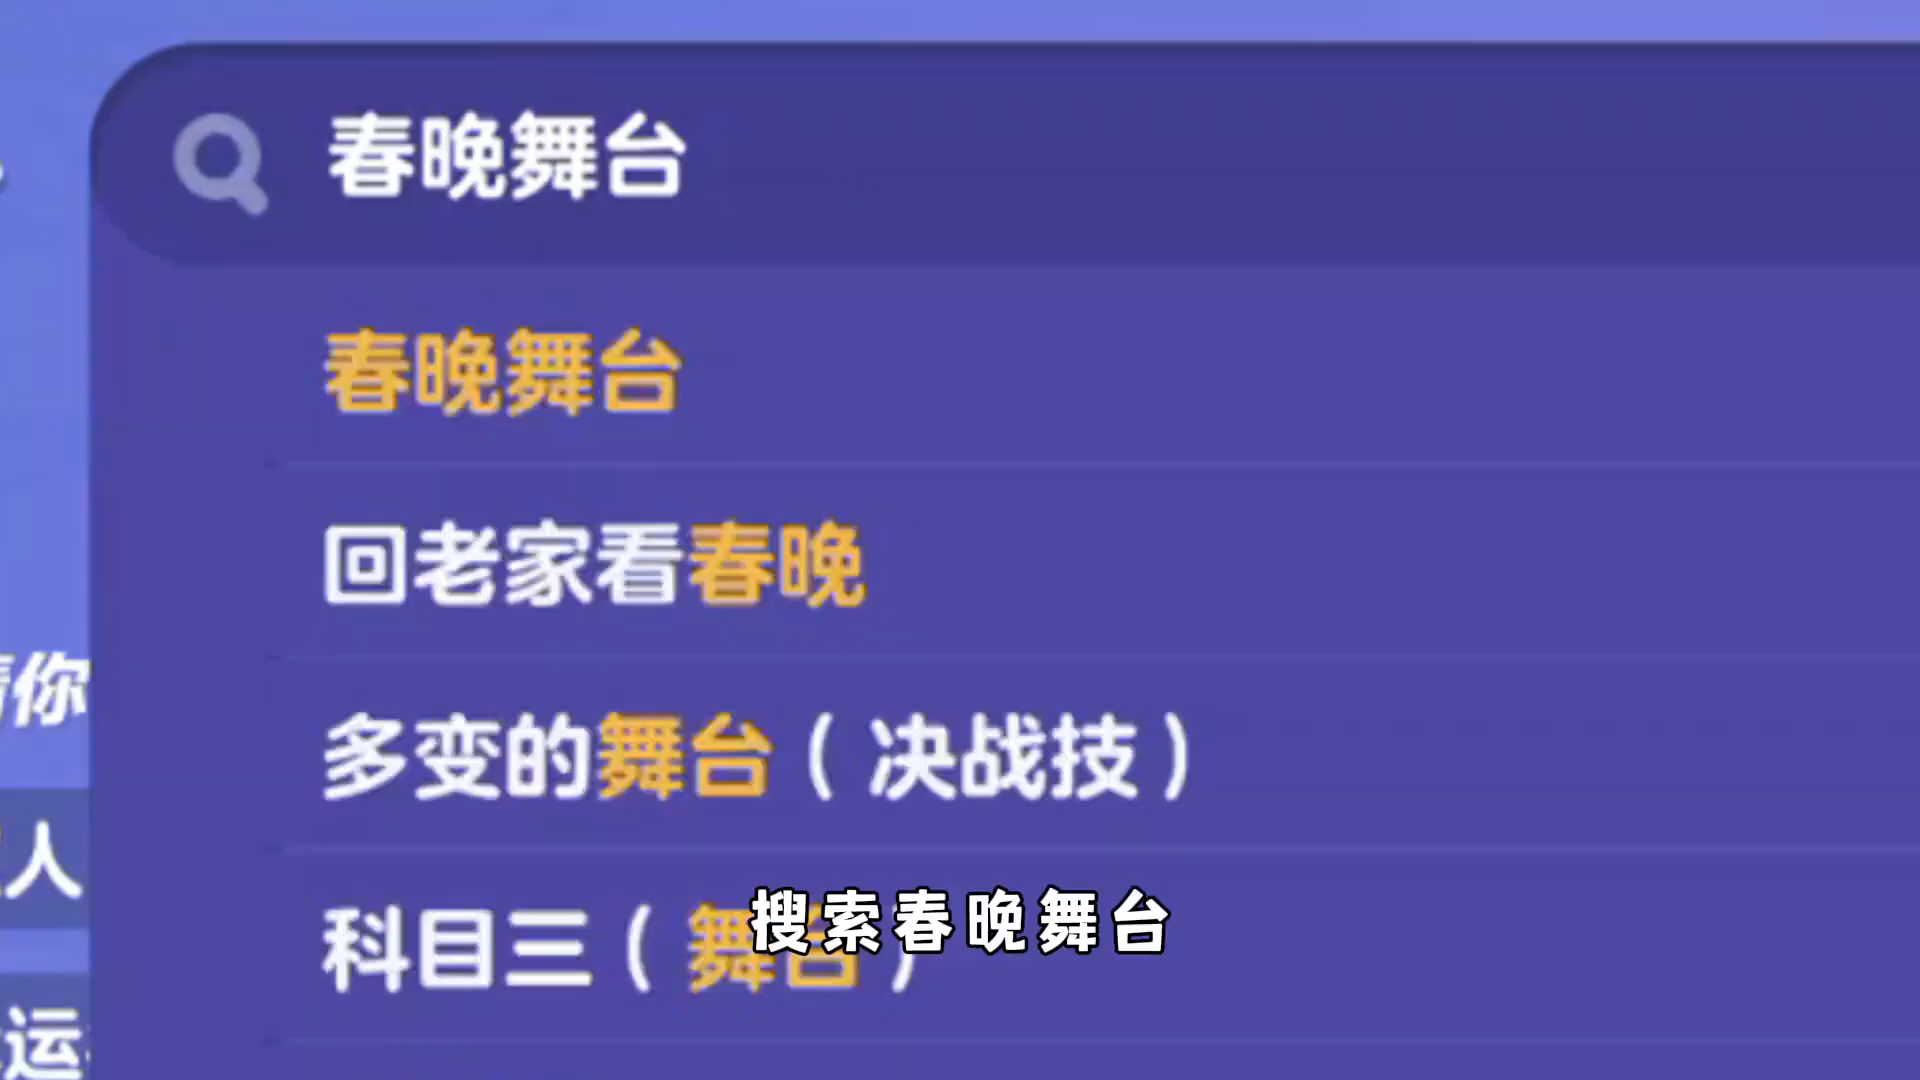 春晚舞台
春晚舞台
回老家看春晚
多变的舞台（决战技）
科目三（舞台）
搜索春晚舞台
你
人
运